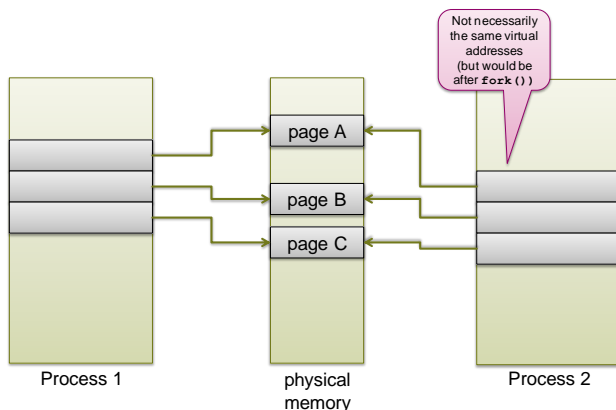 Not necessarily
the same virtual
addresses
(but would be
after fork())
page A
page B
page C
Process 1
physical
memory
Process 2